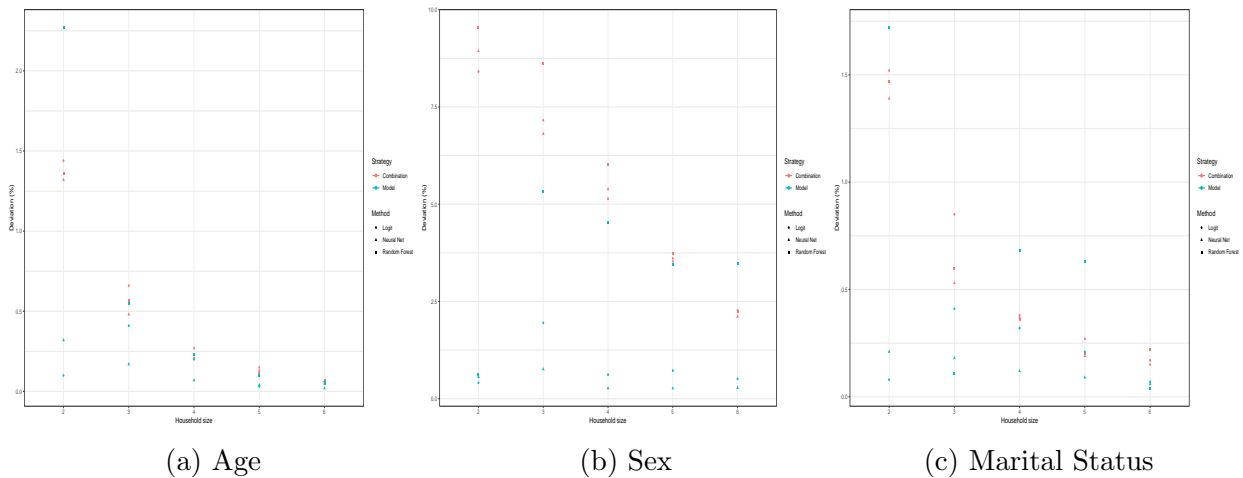 2.0
1.5
1.0
0.5
0.0
Deviation (%)
2 3 4 5 6
Household size
Strategy
Combination
Model
Method
Logit
Neural Net
Random Forest
(a) Age
10.0
7.5
5.0
2.5
0.0
Deviation (%)
2 3 4 5 6
Household size
Strategy
Combination
Model
Method
Logit
Neural Net
Random Forest
(b) Sex
1.5
1.0
0.5
0.0
Deviation (%)
2 3 4 5 6
Household size
Strategy
Combination
Model
Method
Logit
Neural Net
Random Forest
(c) Marital Status